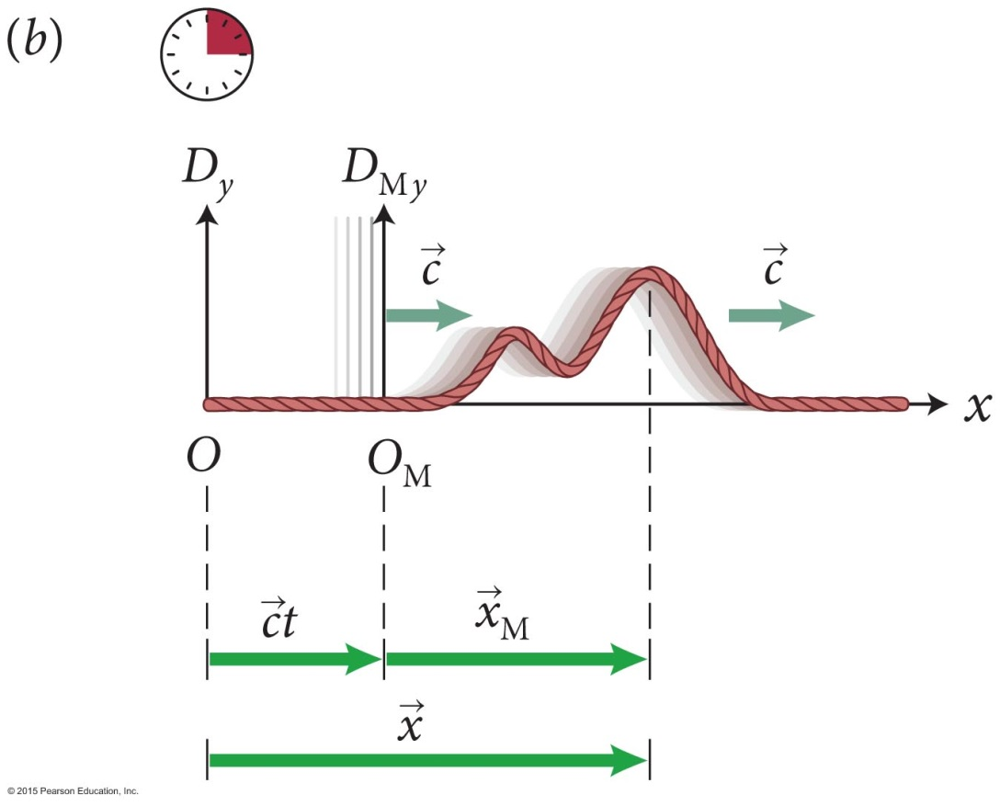 (b)
D_y
D_My
c⃗
c⃗
x
O
O_M
c⃗t
x⃗_M
x⃗
© 2015 Pearson Education, Inc.